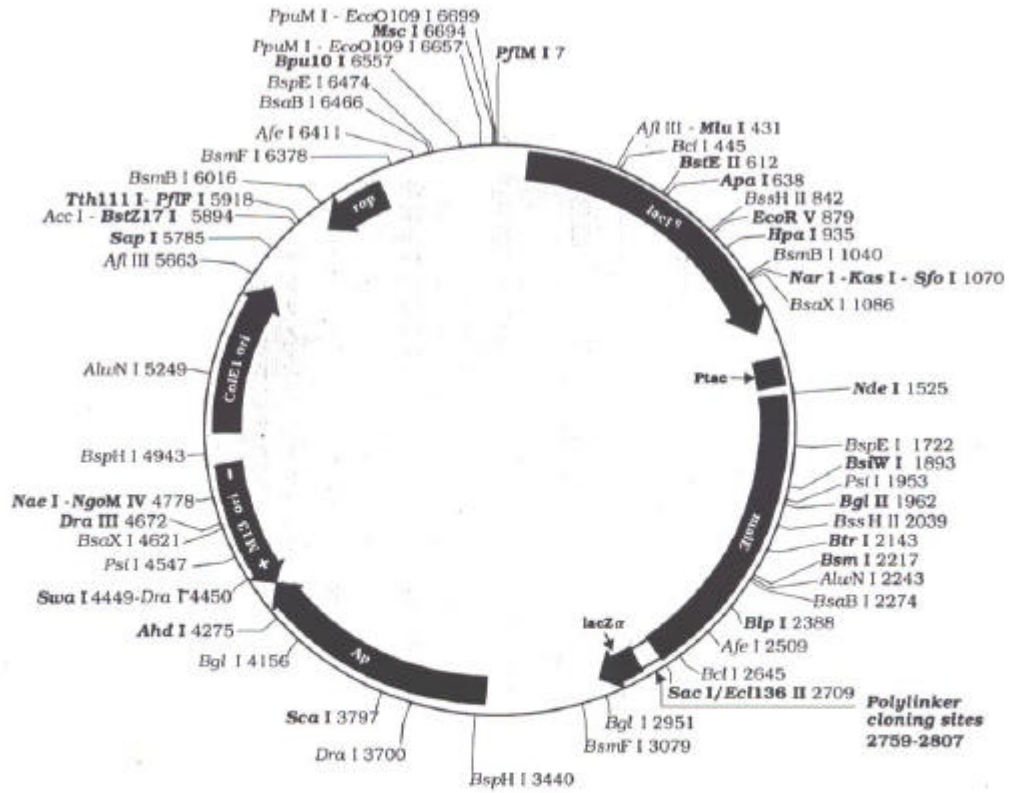 PpuM I - EcoO109 I 6699
Msc I 6694
PpuM I - EcoO109 I 6657
Bpu10 I 6557
BspE I 6474
BsaB I 6466
Afe I 6411
BsmF I 6378
BsmB I 6016
Tth111 I- PflF I 5918
Acc I - BstZ17 I 5894
Sap I 5785
Afl III 5663
AlwN I 5249
BspH I 4943
Nae I -NgoM IV 4778
Dra III 4672
BsaX I 4621
Psi I 4547
Swa I 4449-Dra I 4450
Ahd I 4275
Bgl I 4156
Sca I 3797
Dra I 3700
BspH I 3440
PflM I 7
Afl III - Mlu I 431
Bcl I 445
BstE II 612
Apa I 638
BssH II 842
EcoR V 879
Hpa I 935
BsmB I 1040
Nar I -Kas I - Sfo I 1070
BsaX I 1086
Nde I 1525
BspE I 1722
BsiW I 1893
Pst I 1953
Bgl II 1962
BssH II 2039
Btr I 2143
Bsm I 2217
AlwN I 2243
BsaB I 2274
Blp I 2388
Afe I 2509
Bcl I 2645
Sac I/Ecl136 II 2709
Polylinker
cloning sites
2759-2807
Bgl I 2951
BsmF I 3079
lacIq
Ptac
malE
lacZα
Ap
+ M13 ori −
ColE1 ori
rop